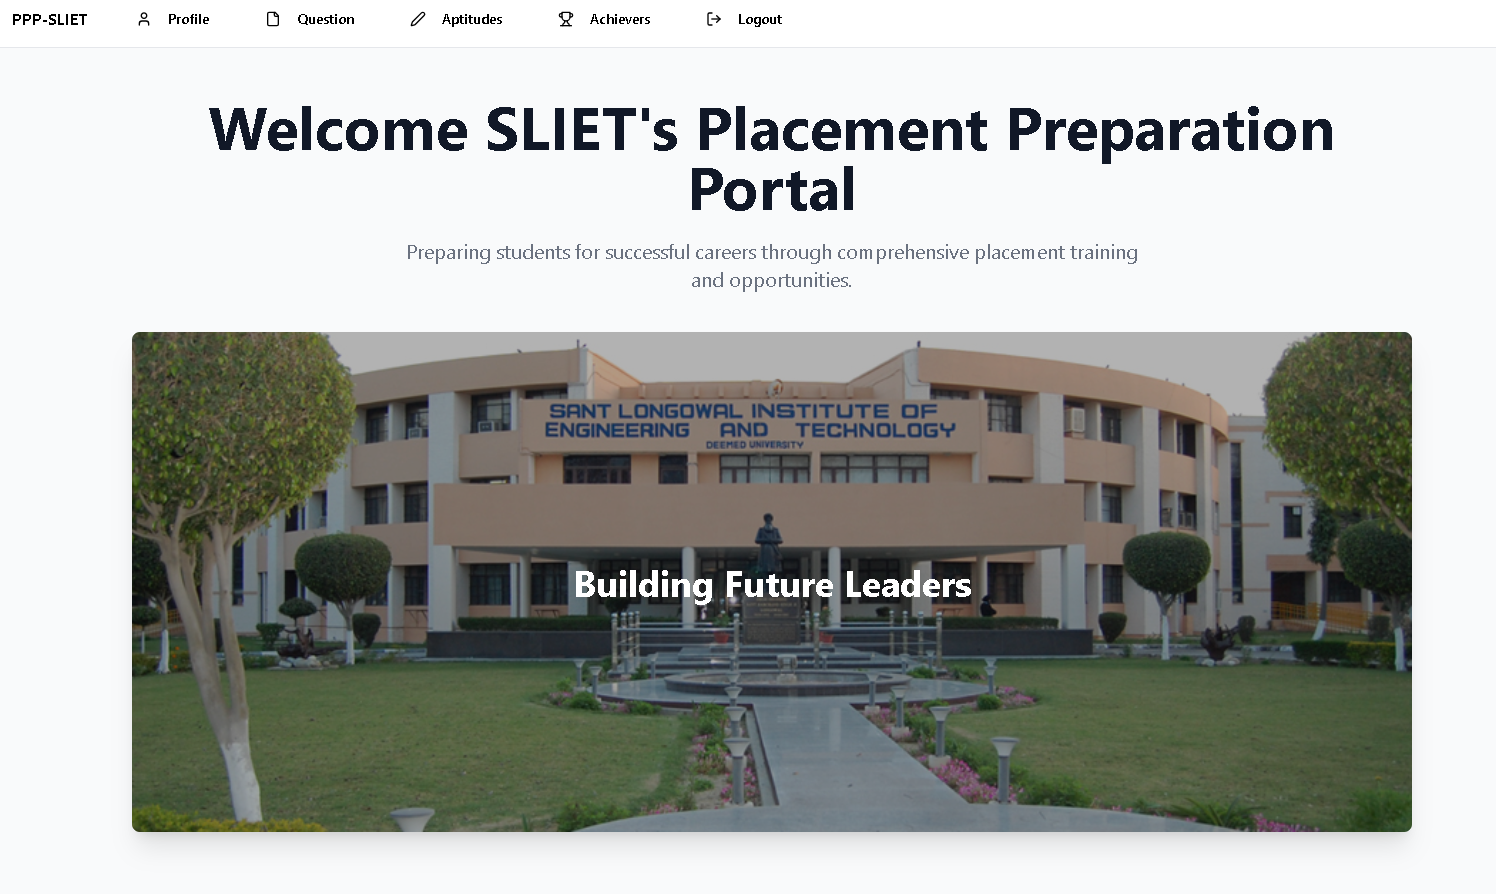 PPP-SLIET Profile Question Aptitudes Achievers Logout
Welcome SLIET's Placement Preparation
Portal
Preparing students for successful careers through comprehensive placement training
and opportunities.
SANT LONGOWAL INSTITUTE OF
ENGINEERING AND TECHNOLOGY
DEEMED UNIVERSITY
Building Future Leaders